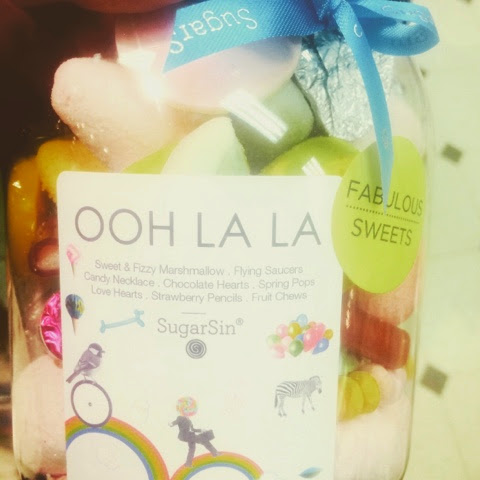 SugarS
FABULOUS
SWEETS
OOH LA LA
Sweet & Fizzy Marshmallow . Flying Saucers
Candy Necklace . Chocolate Hearts . Spring Pops
Love Hearts . Strawberry Pencils . Fruit Chews
SugarSin®